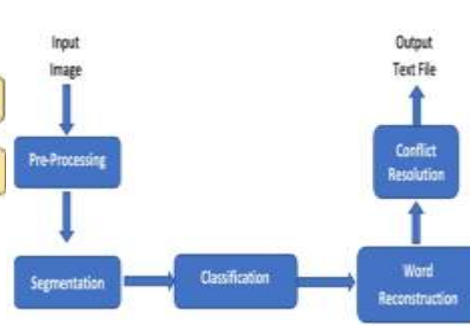 Input
Image
Pre-Processing
Segmentation
Classification
Word
Reconstruction
Conflict
Resolution
Output
Text File